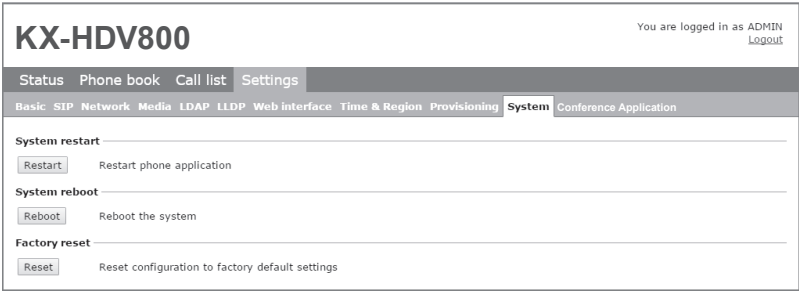 KX-HDV800
You are logged in as ADMIN
Logout
Status Phone book Call list Settings
Basic SIP Network Media LDAP LLDP Web interface Time & Region Provisioning System Conference Application
System restart
Restart Restart phone application
System reboot
Reboot Reboot the system
Factory reset
Reset Reset configuration to factory default settings